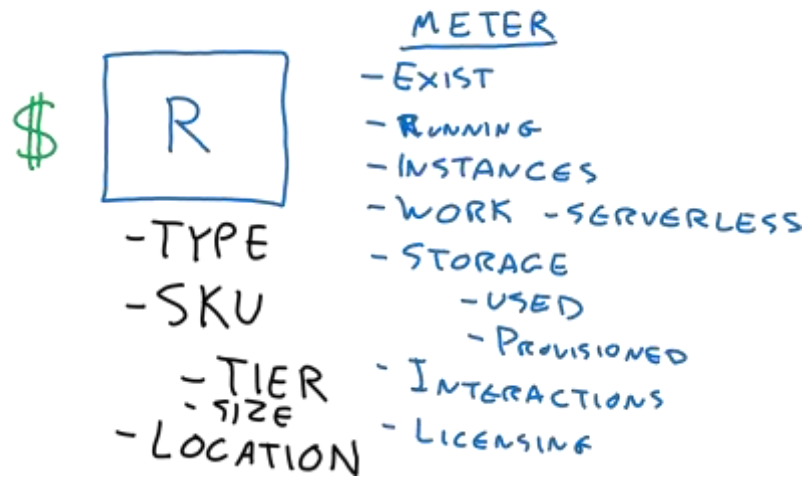 $
R
-TYPE
-SKU
-TIER
-SIZE
-LOCATION
METER
-EXIST
-RUNNING
-INSTANCES
-WORK -SERVERLESS
-STORAGE
-USED
-PROVISIONED
-INTERACTIONS
-LICENSING